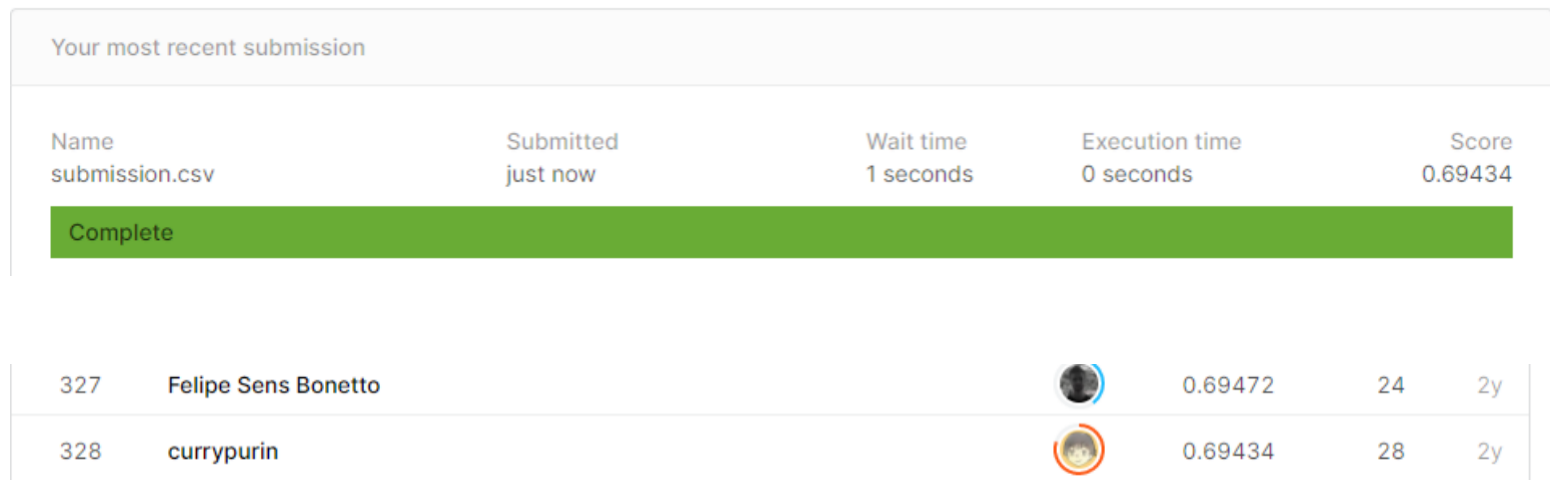 Your most recent submission
Name Submitted Wait time Execution time Score
submission.csv just now 1 seconds 0 seconds 0.69434
Complete
327 Felipe Sens Bonetto 0.69472 24 2y
328 currypurin 0.69434 28 2y